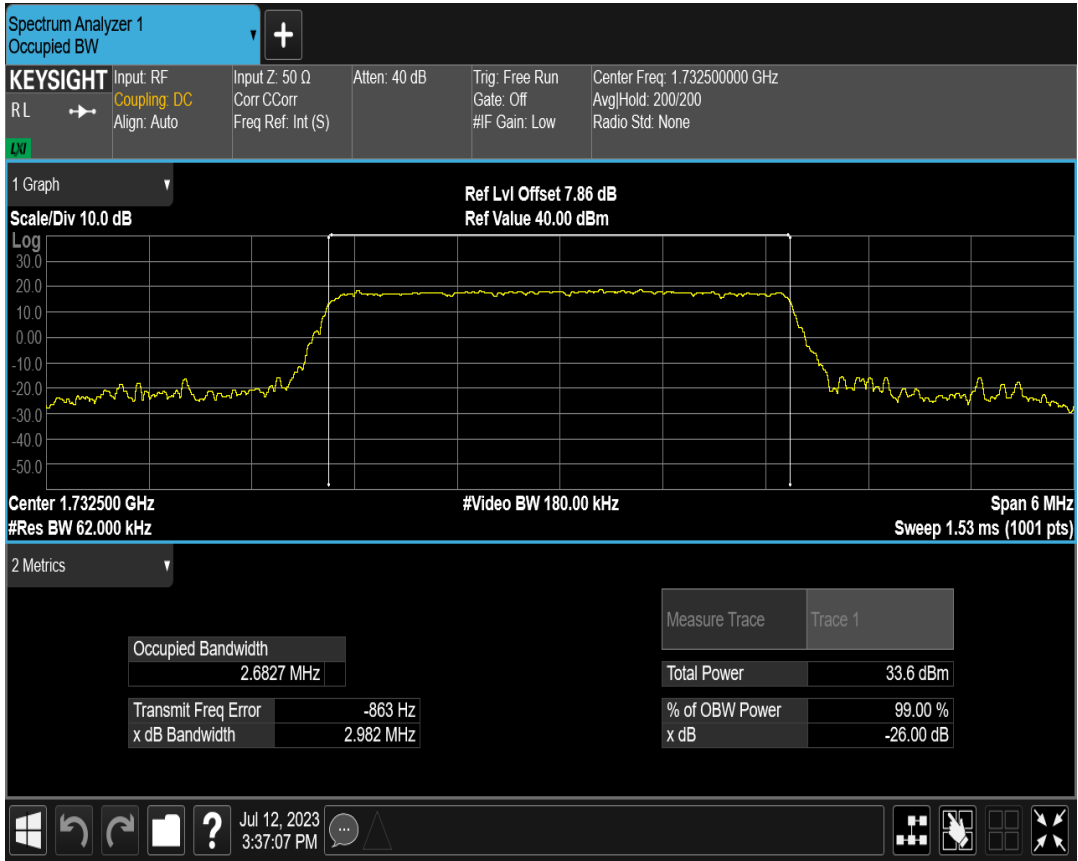 Spectrum Analyzer 1
Occupied BW
+
KEYSIGHT
R L
LXI
Input: RF
Coupling: DC
Align: Auto
Input Z: 50 Ω
Corr CCorr
Freq Ref: Int (S)
Atten: 40 dB
Trig: Free Run
Gate: Off
#IF Gain: Low
Center Freq: 1.732500000 GHz
Avg|Hold: 200/200
Radio Std: None
1 Graph
Scale/Div 10.0 dB
Ref Lvl Offset 7.86 dB
Ref Value 40.00 dBm
Log
30.0
20.0
10.0
0.00
-10.0
-20.0
-30.0
-40.0
-50.0
Center 1.732500 GHz
#Video BW 180.00 kHz
Span 6 MHz
#Res BW 62.000 kHz
Sweep 1.53 ms (1001 pts)
2 Metrics
Measure Trace Trace 1
Occupied Bandwidth
2.6827 MHz
Total Power 33.6 dBm
Transmit Freq Error -863 Hz
% of OBW Power 99.00 %
x dB Bandwidth 2.982 MHz
x dB -26.00 dB
?
Jul 12, 2023
3:37:07 PM